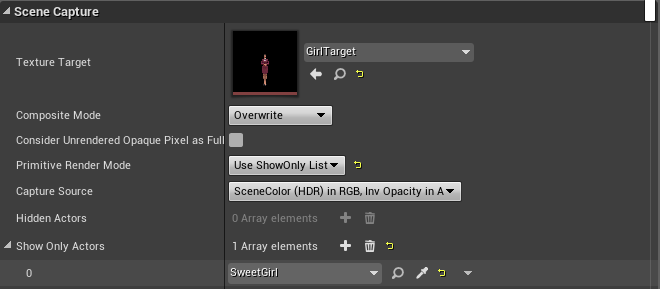 Scene Capture
Texture Target
GirlTarget
Composite Mode
Overwrite
Consider Unrendered Opaque Pixel as Full
Primitive Render Mode
Use ShowOnly List
Capture Source
SceneColor (HDR) in RGB, Inv Opacity in A
Hidden Actors
0 Array elements
Show Only Actors
1 Array elements
0
SweetGirl